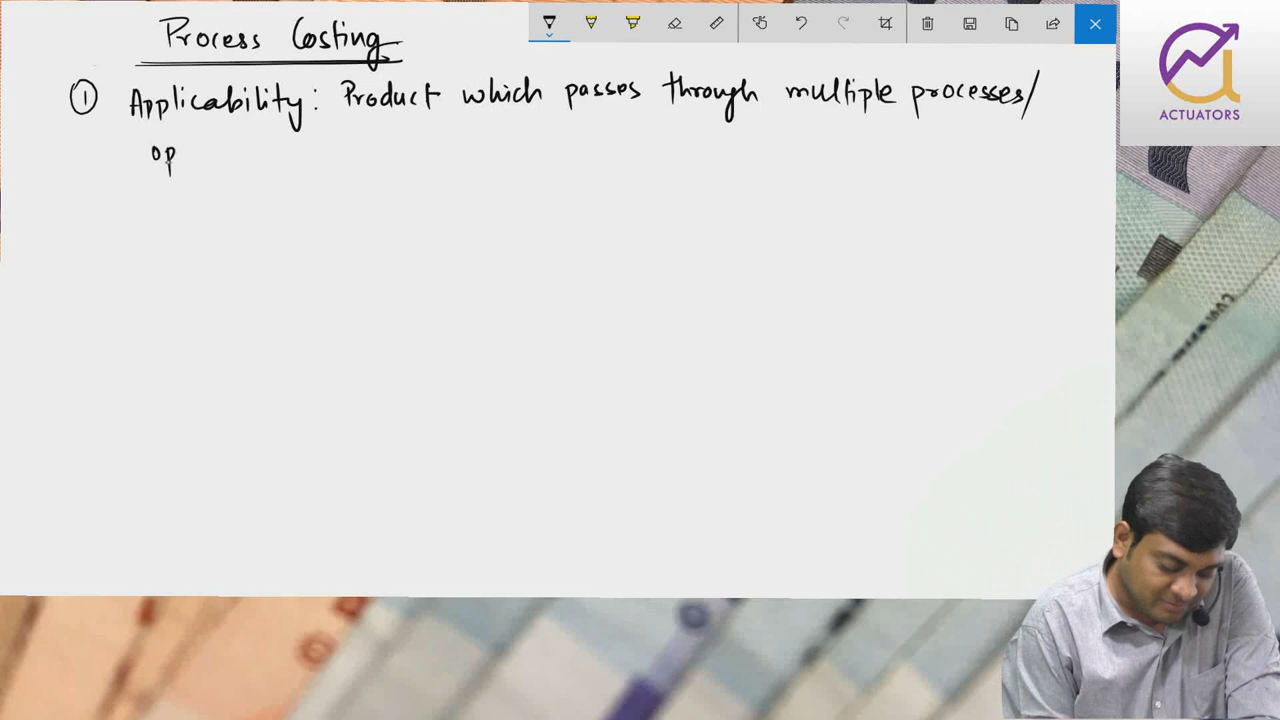 Process Costing
① Applicability: Product which passes through multiple processes/
op
ACTUATORS